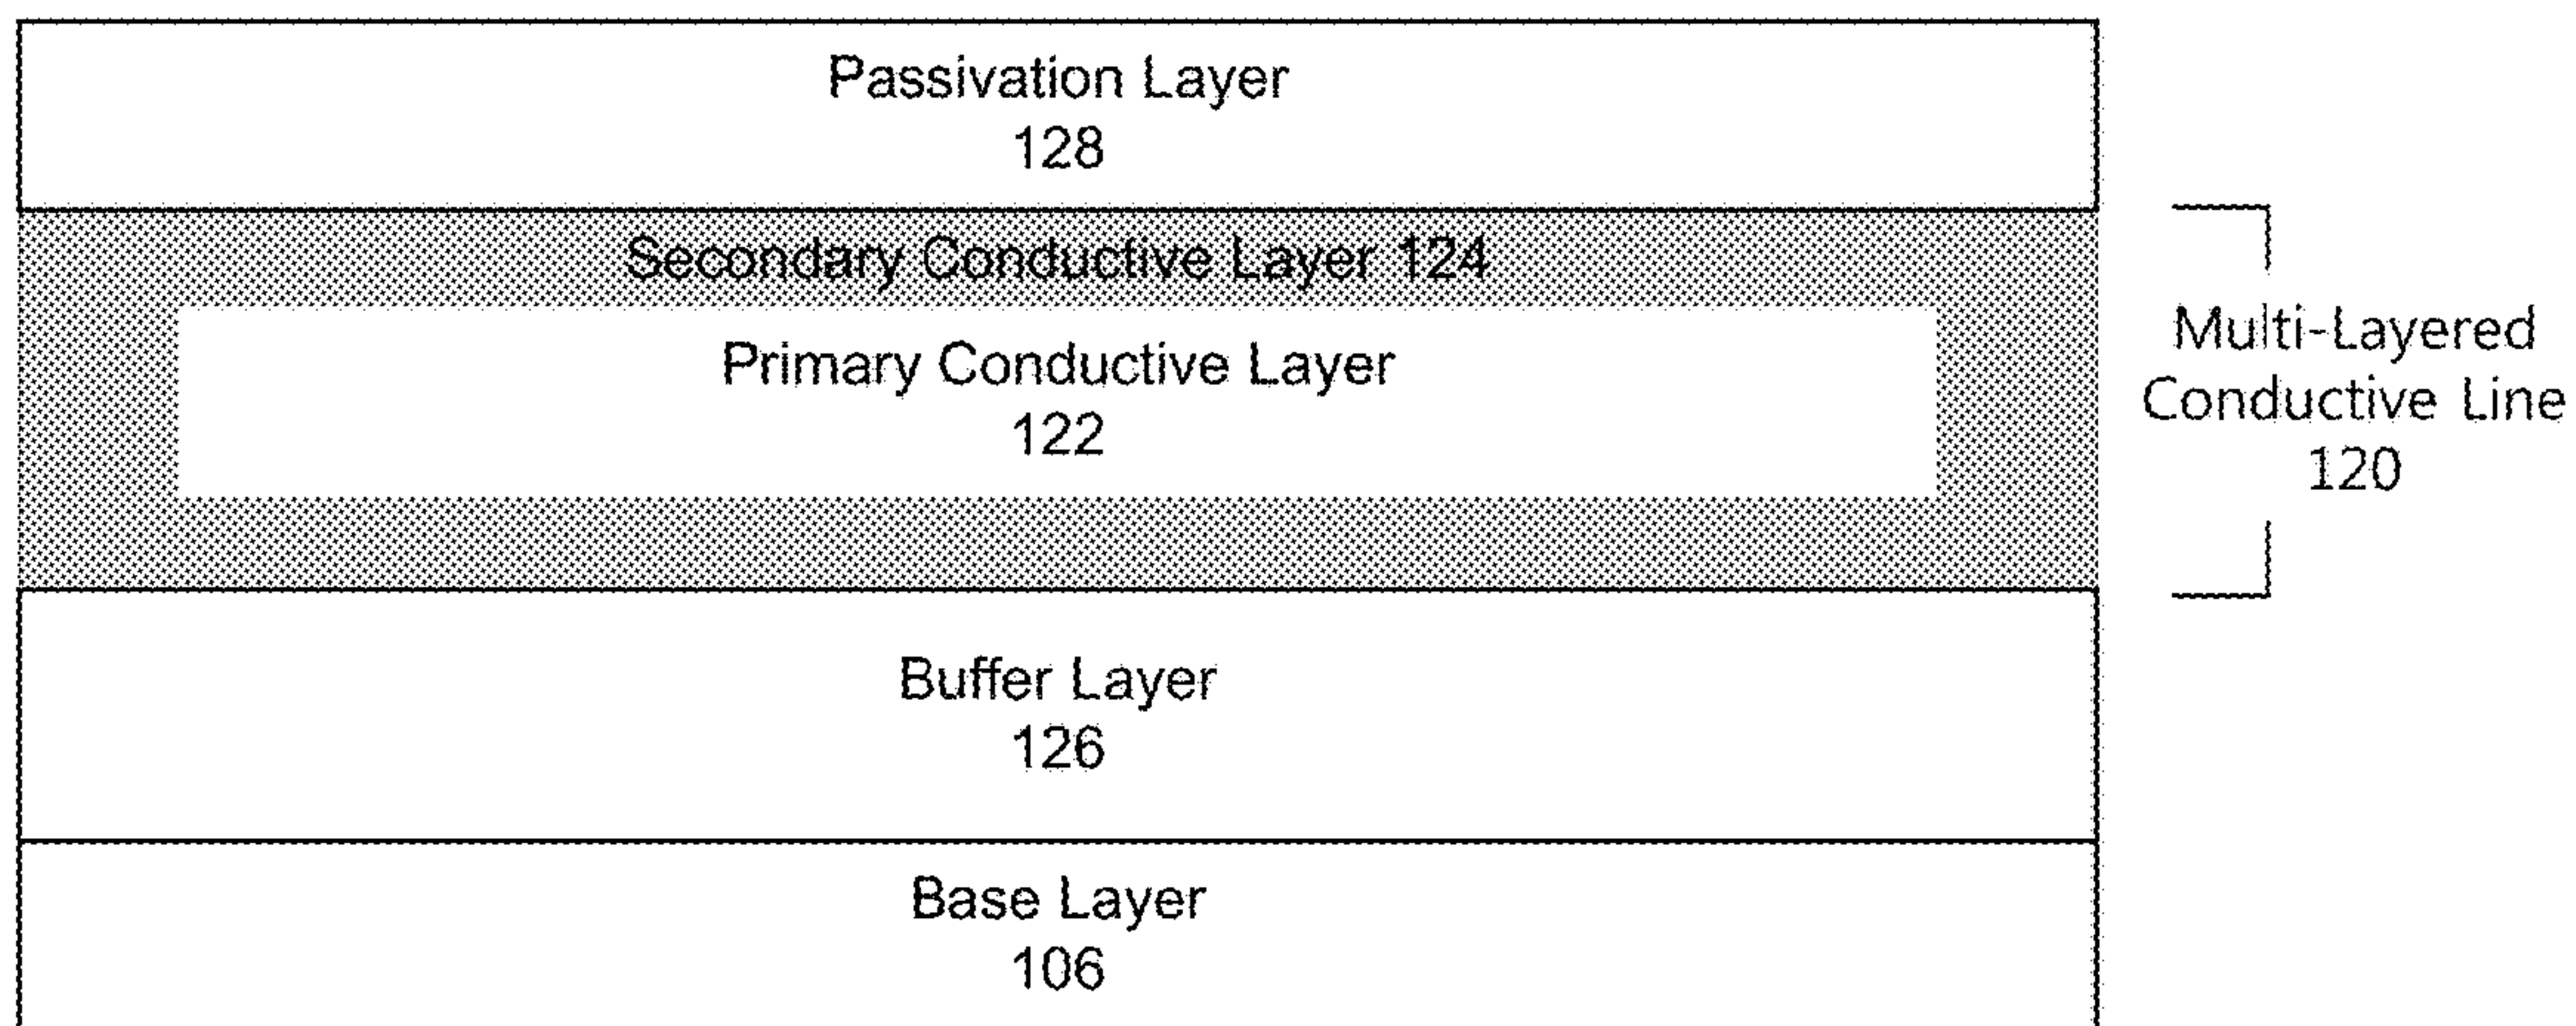 Passivation Layer
128
Secondary Conductive Layer 124
Primary Conductive Layer
122
Multi-Layered
Conductive Line
120
Buffer Layer
126
Base Layer
106